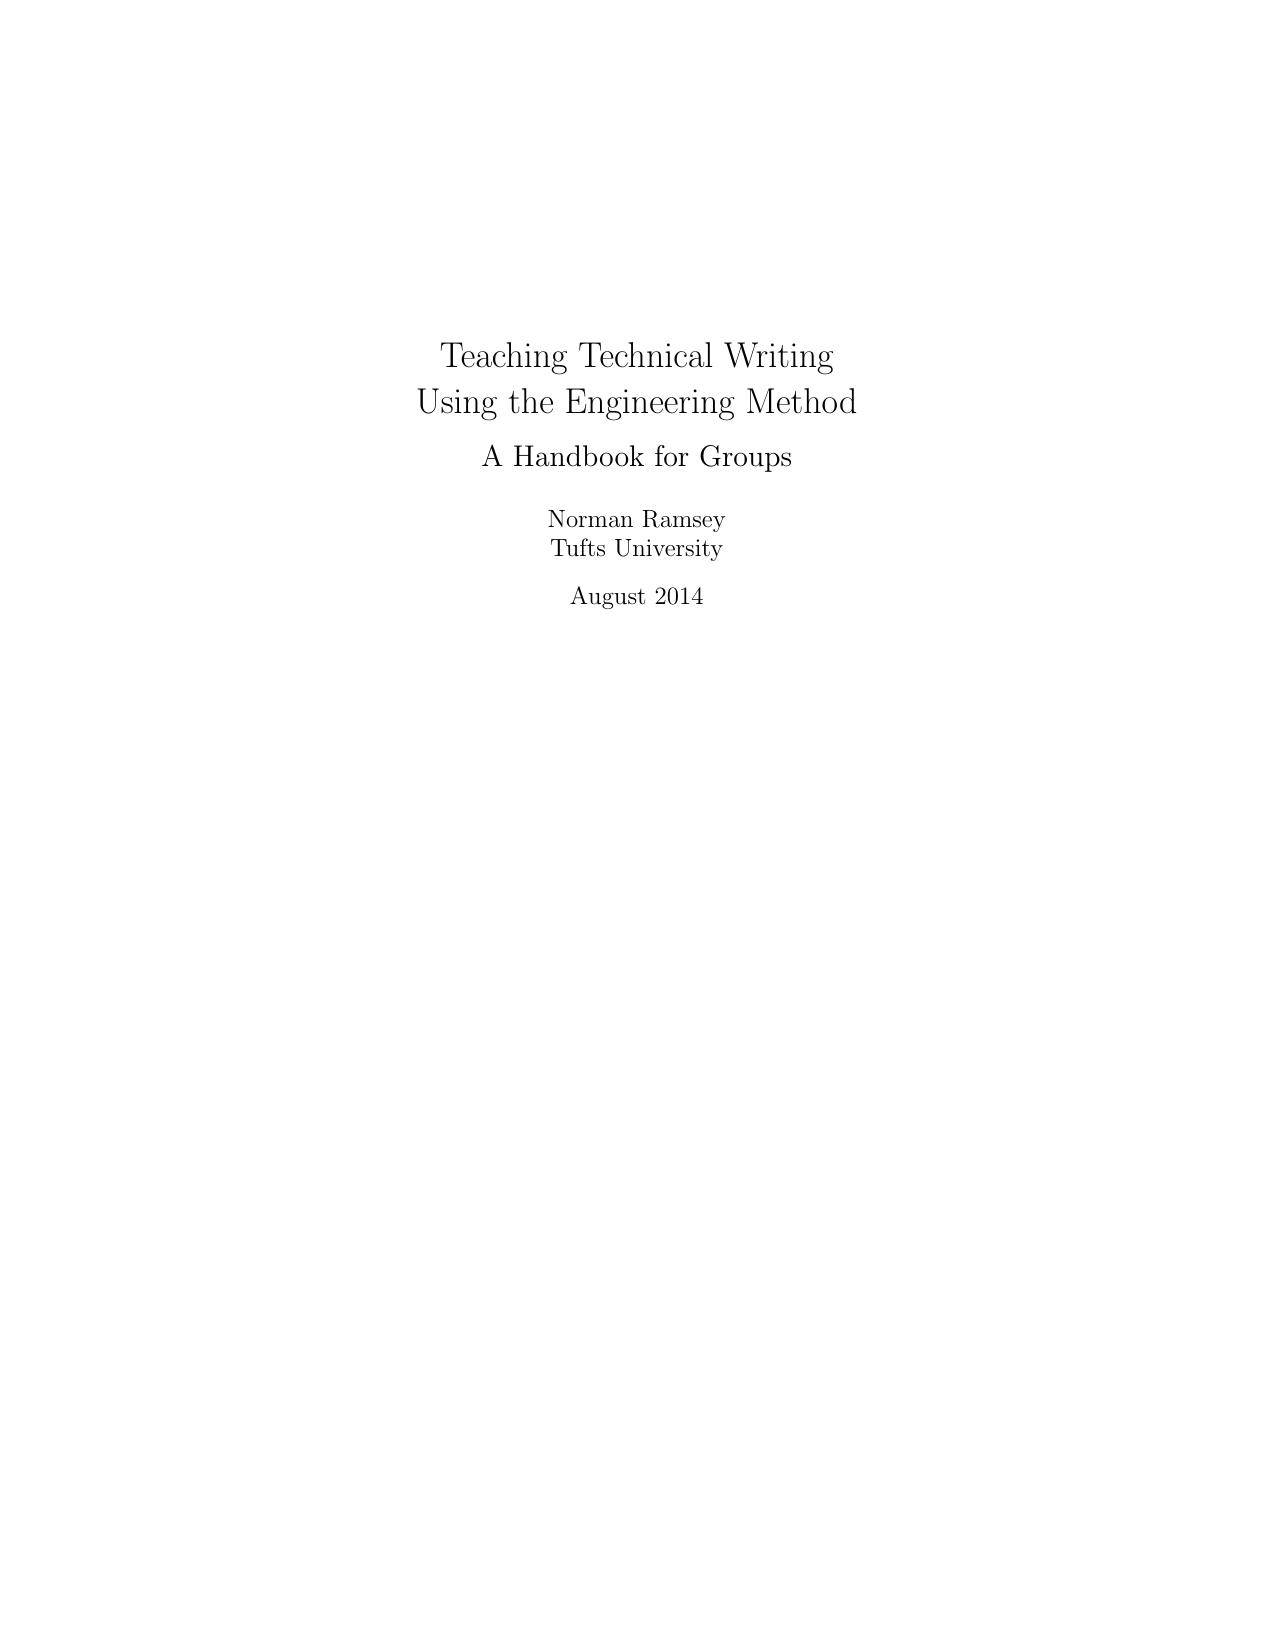 Teaching Technical Writing
Using the Engineering Method
A Handbook for Groups
Norman Ramsey
Tufts University
August 2014